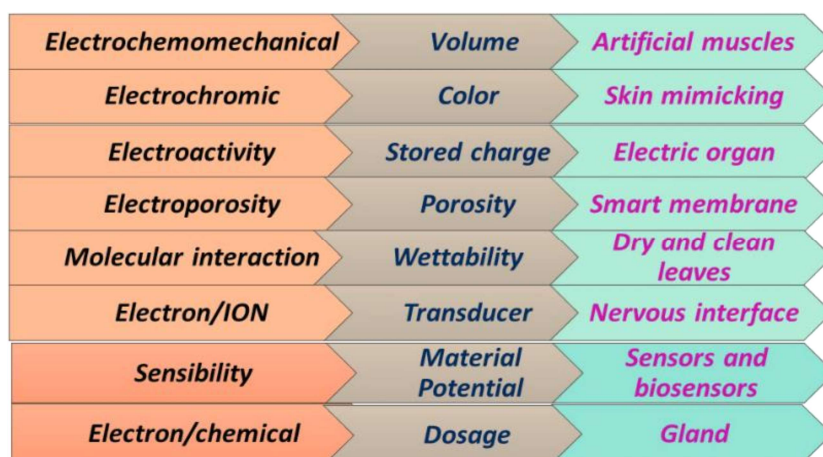 Electrochemomechanical Volume Artificial muscles
Electrochromic Color Skin mimicking
Electroactivity Stored charge Electric organ
Electroporosity Porosity Smart membrane
Molecular interaction Wettability Dry and clean
leaves
Electron/ION Transducer Nervous interface
Sensibility Material
Potential Sensors and
biosensors
Electron/chemical Dosage Gland